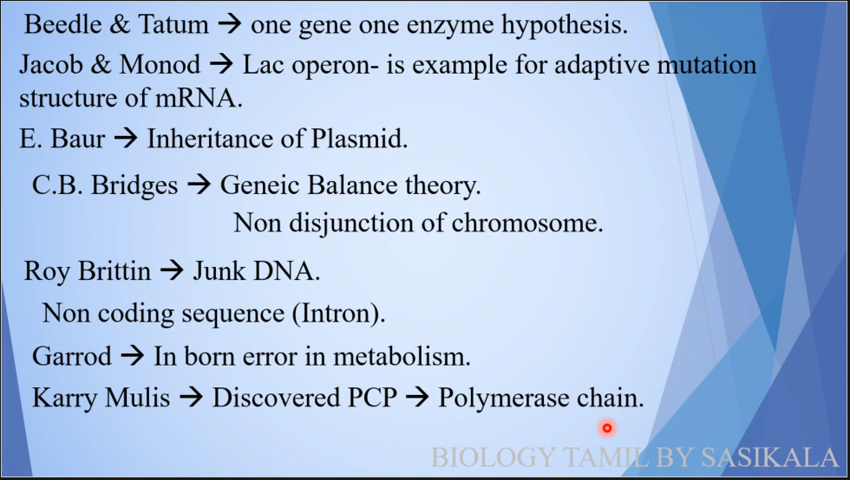 Beedle & Tatum → one gene one enzyme hypothesis.
Jacob & Monod → Lac operon- is example for adaptive mutation
structure of mRNA.
E. Baur → Inheritance of Plasmid.
C.B. Bridges → Geneic Balance theory.
Non disjunction of chromosome.
Roy Brittin → Junk DNA.
Non coding sequence (Intron).
Garrod → In born error in metabolism.
Karry Mulis → Discovered PCP → Polymerase chain.
BIOLOGY TAMIL BY SASIKALA